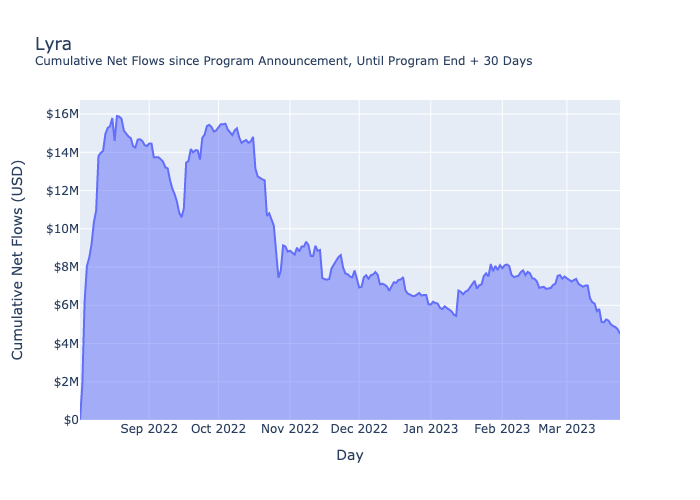 Lyra
Cumulative Net Flows since Program Announcement, Until Program End + 30 Days
Cumulative Net Flows (USD)
$16M
$14M
$12M
$10M
$8M
$6M
$4M
$2M
$0
Sep 2022 Oct 2022 Nov 2022 Dec 2022 Jan 2023 Feb 2023 Mar 2023
Day